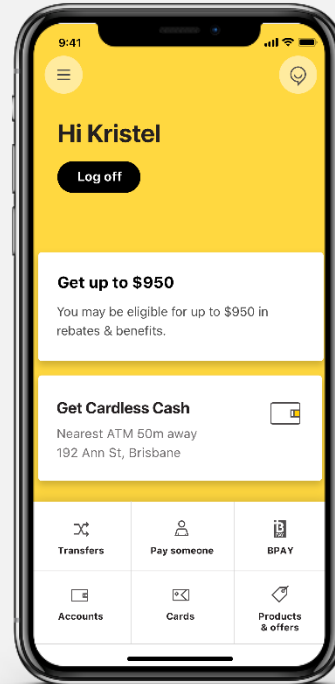 9:41
Hi Kristel
Log off
Get up to $950
You may be eligible for up to $950 in
rebates & benefits.
Get Cardless Cash
Nearest ATM 50m away
192 Ann St, Brisbane
Transfers
Pay someone
B
PAY
BPAY
Accounts
Cards
Products
& offers